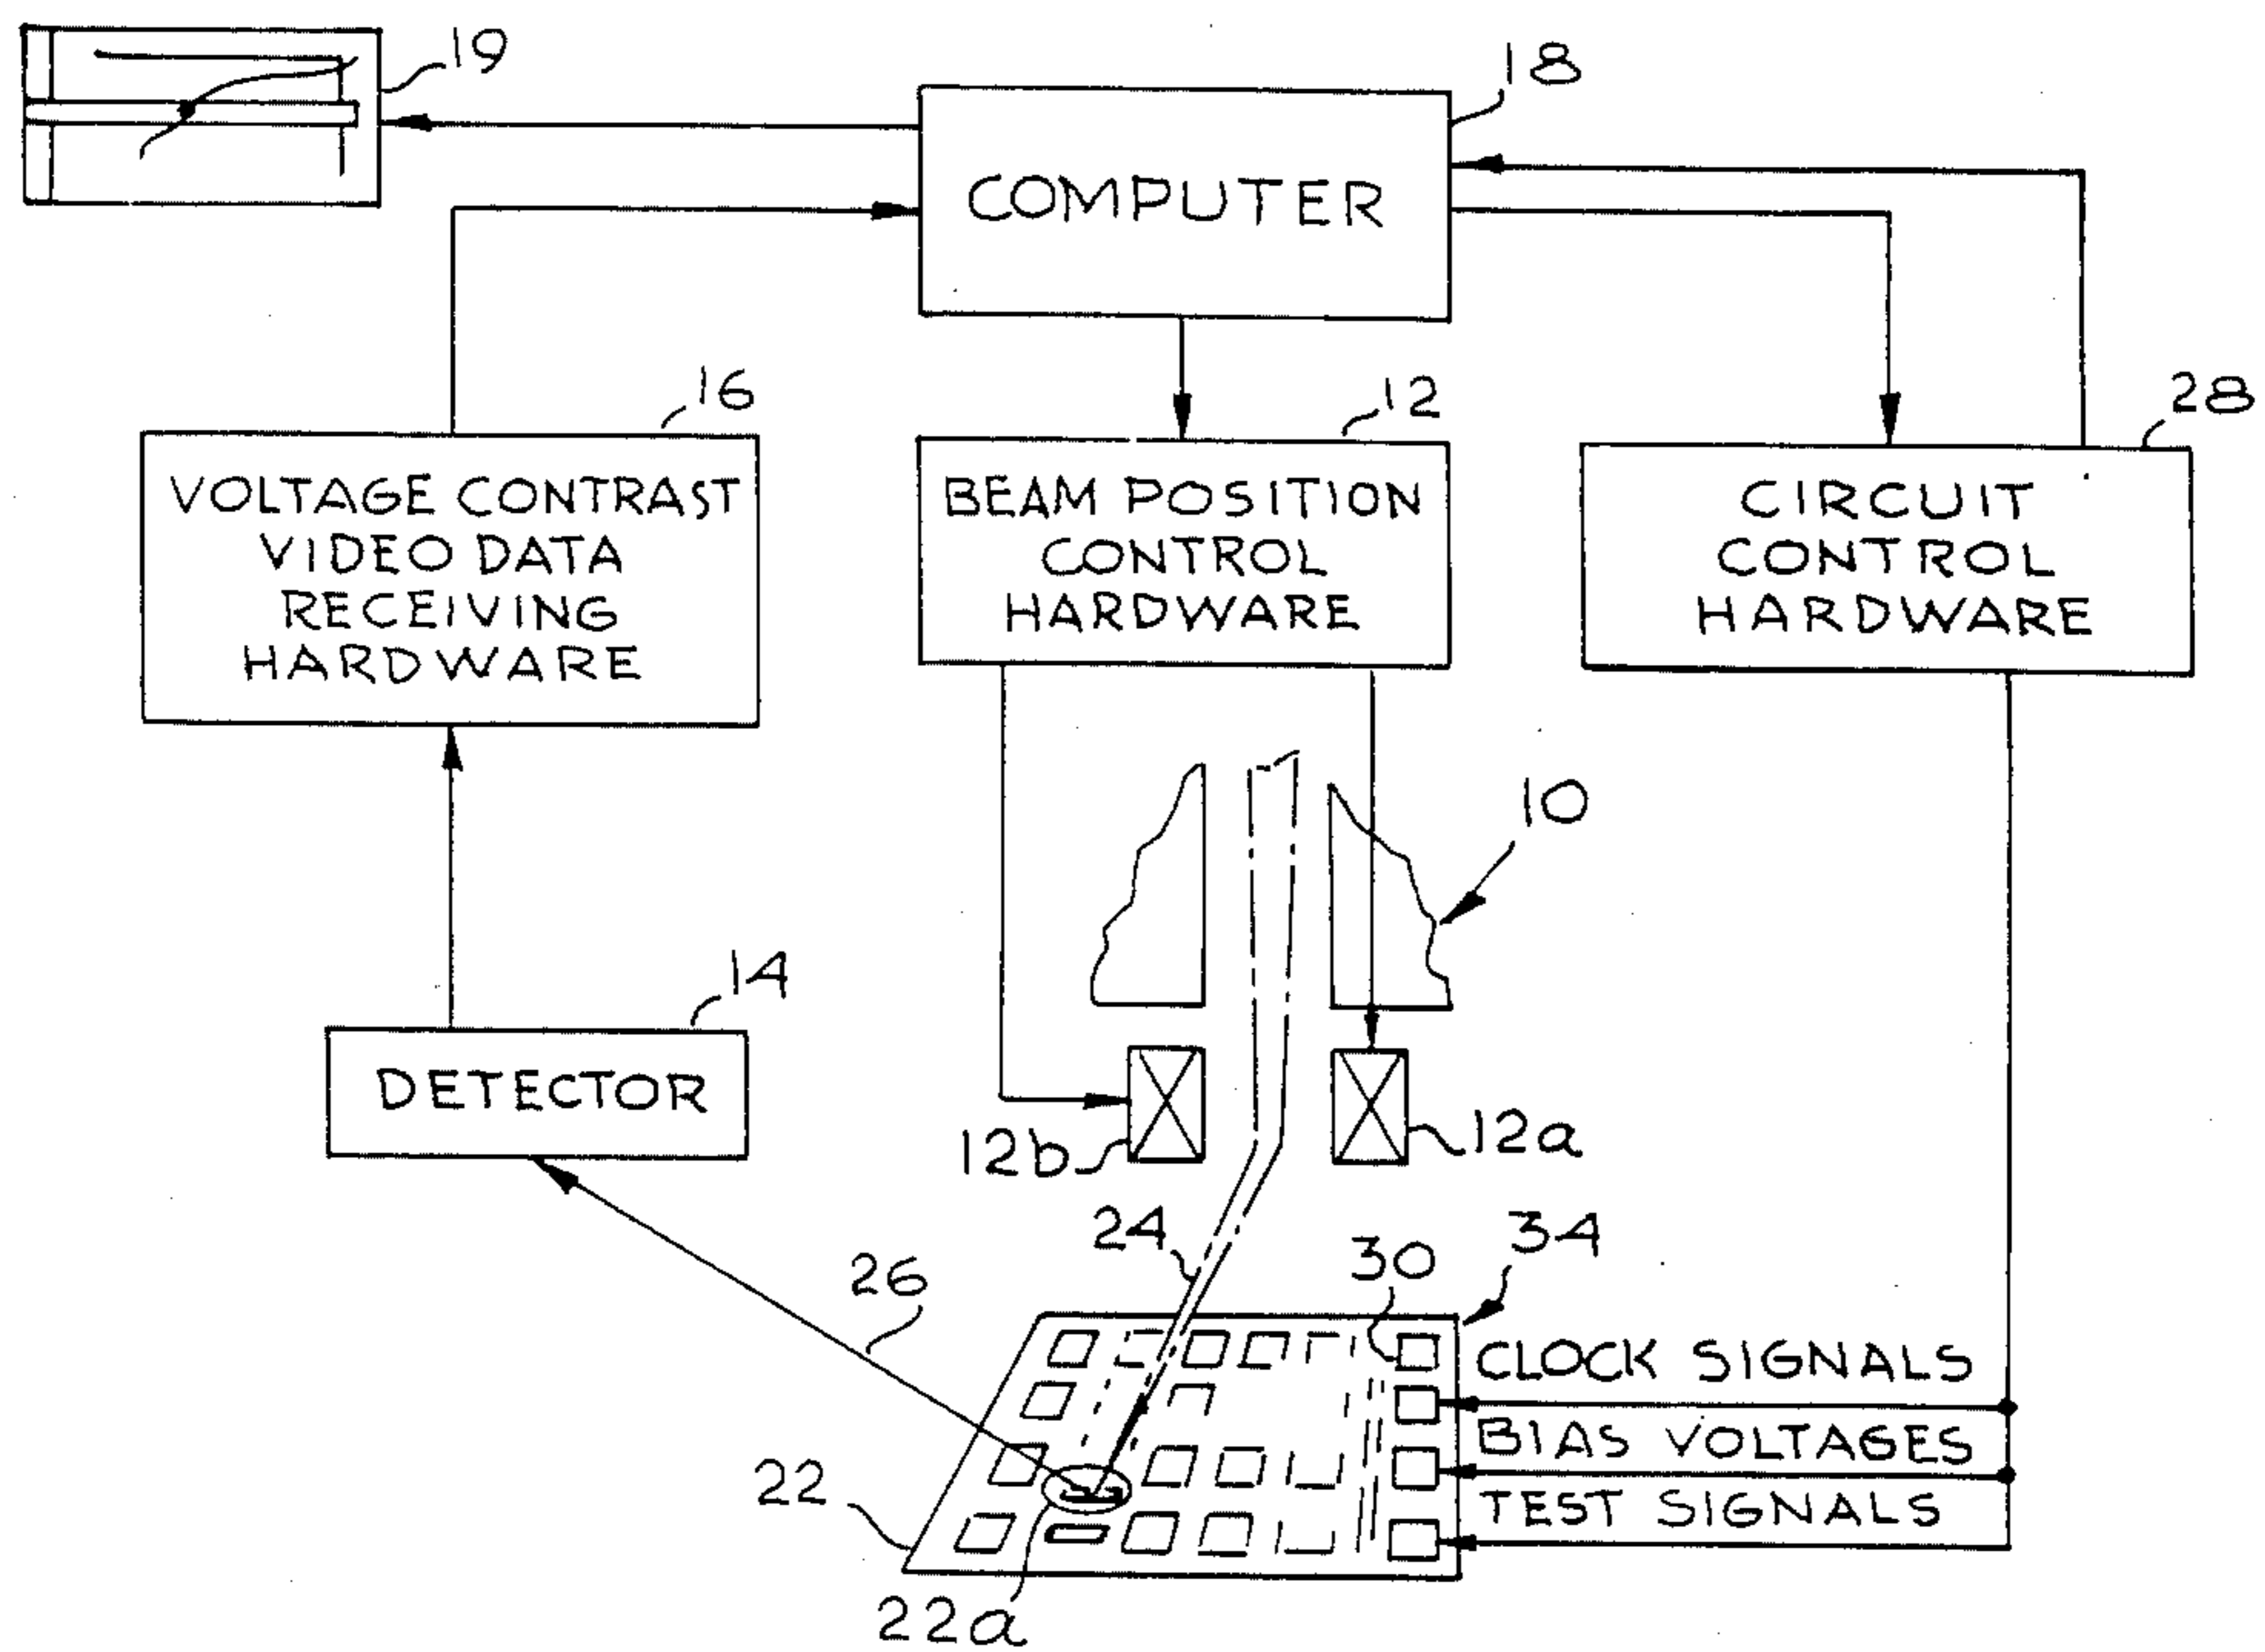 19
18
COMPUTER
16
12
28
VOLTAGE CONTRAST
VIDEO DATA
RECEIVING
HARDWARE
BEAM POSITION
CONTROL
HARDWARE
CIRCUIT
CONTROL
HARDWARE
10
14
DETECTOR
12b
12a
24
34
30
26
CLOCK SIGNALS
BIAS VOLTAGES
22
TEST SIGNALS
22a